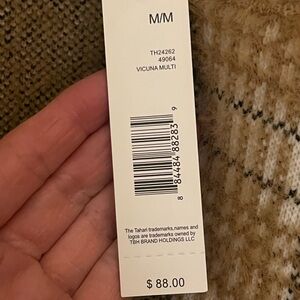 M/M
TH24262
49064
VICUNA MULTI
8 84484 88283 9
The Tahari trademarks,names and
logos are trademarks owned by
TBH BRAND HOLDINGS LLC
$ 88.00